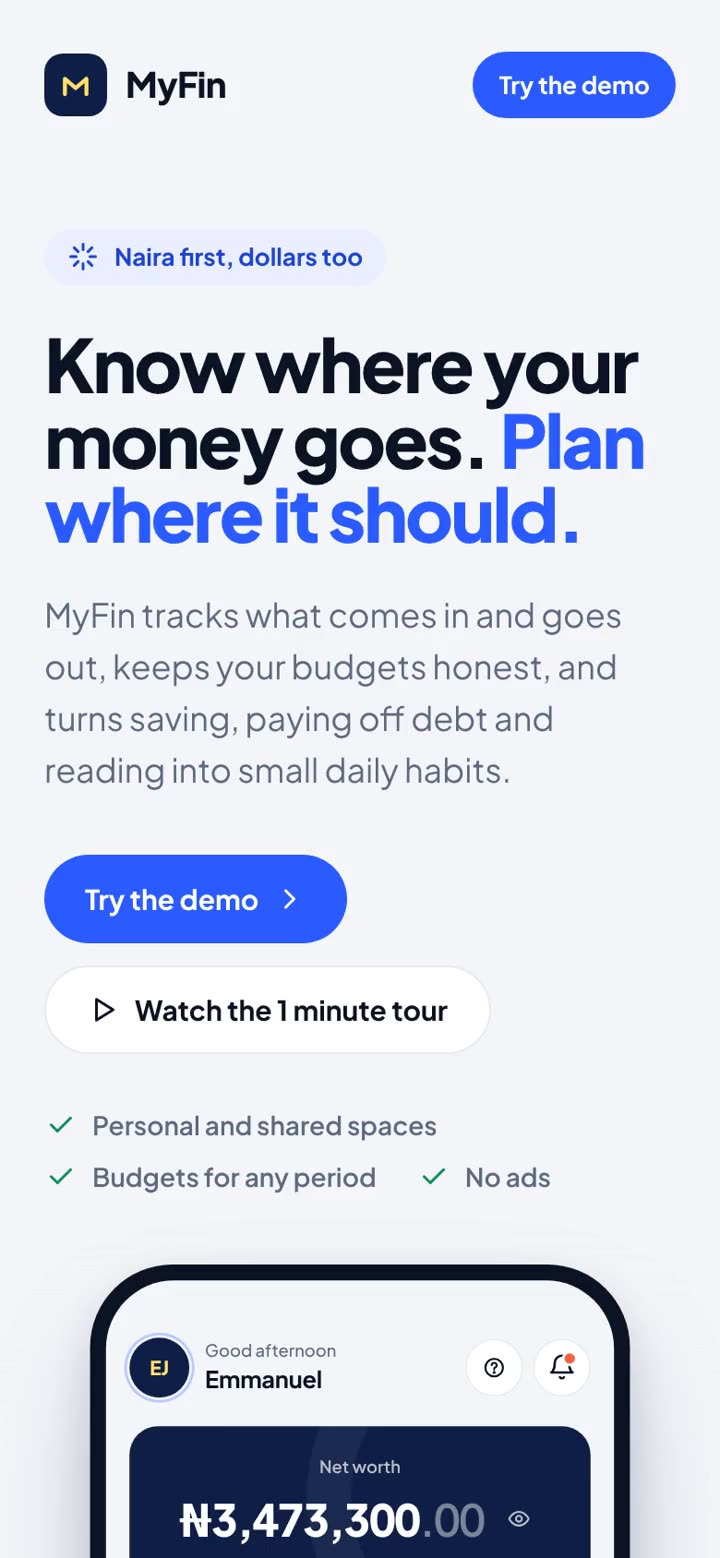 M MyFin
Try the demo
Naira first, dollars too
Know where your
money goes. Plan
where it should.
MyFin tracks what comes in and goes
out, keeps your budgets honest, and
turns saving, paying off debt and
reading into small daily habits.
Try the demo
Watch the 1 minute tour
Personal and shared spaces
Budgets for any period
No ads
Good afternoon
EJ
Emmanuel
Net worth
₦3,473,300.00